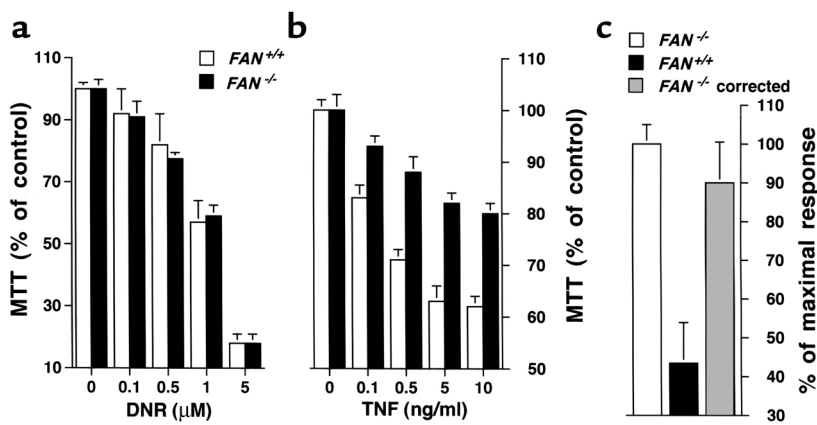 a
FAN +/+
FAN -/-
MTT (% of control)
110
90
70
50
30
10
0 0.1 0.5 1 5
DNR (µM)
b
110
100
90
80
70
60
50
MTT (% of control)
0 0.1 0.5 5 10
TNF (ng/ml)
c
FAN -/-
FAN+/+
FAN -/- corrected
110
100
90
80
70
60
50
40
30
% of maximal response